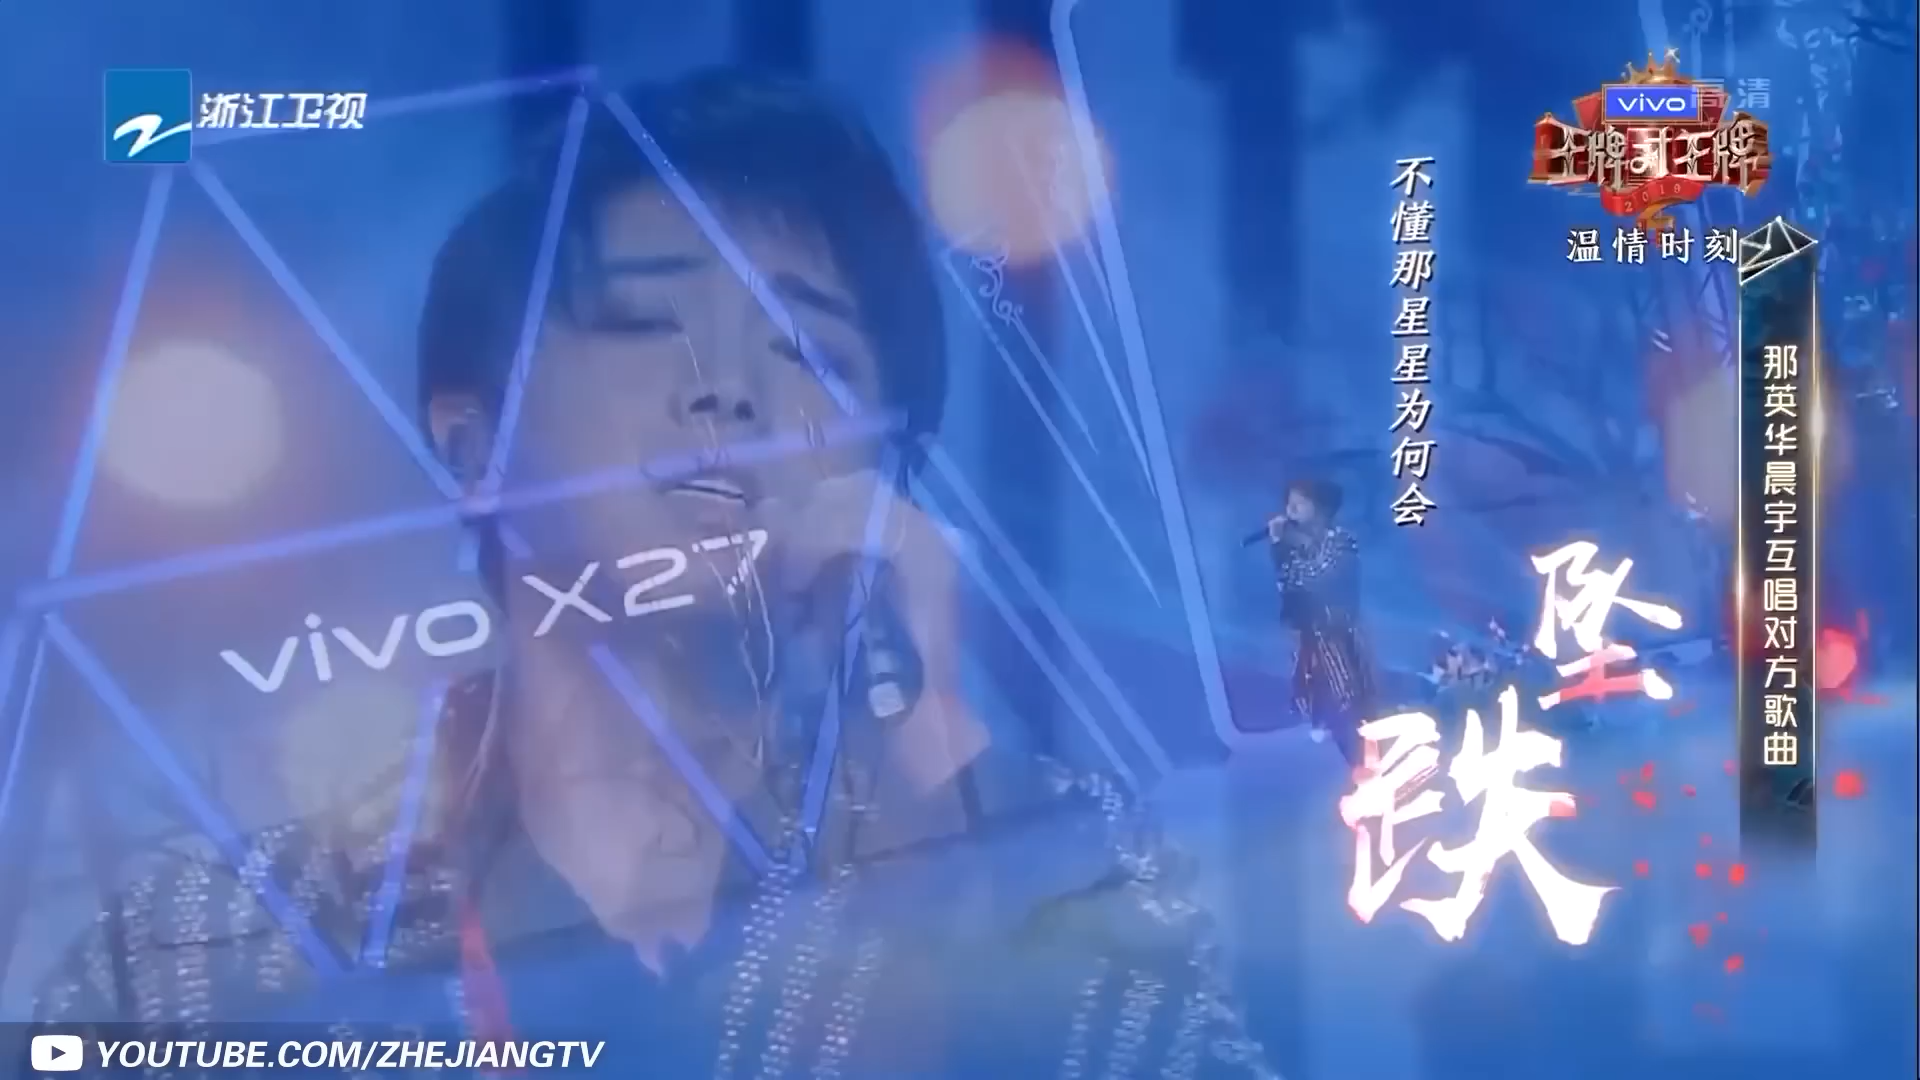 浙江卫视
vivo
高清
王牌对王牌
2019
温情时刻
不懂那星星为何会
坠跌
那英华晨宇互唱对方歌曲
vivo X27
YOUTUBE.COM/ZHEJIANGTV